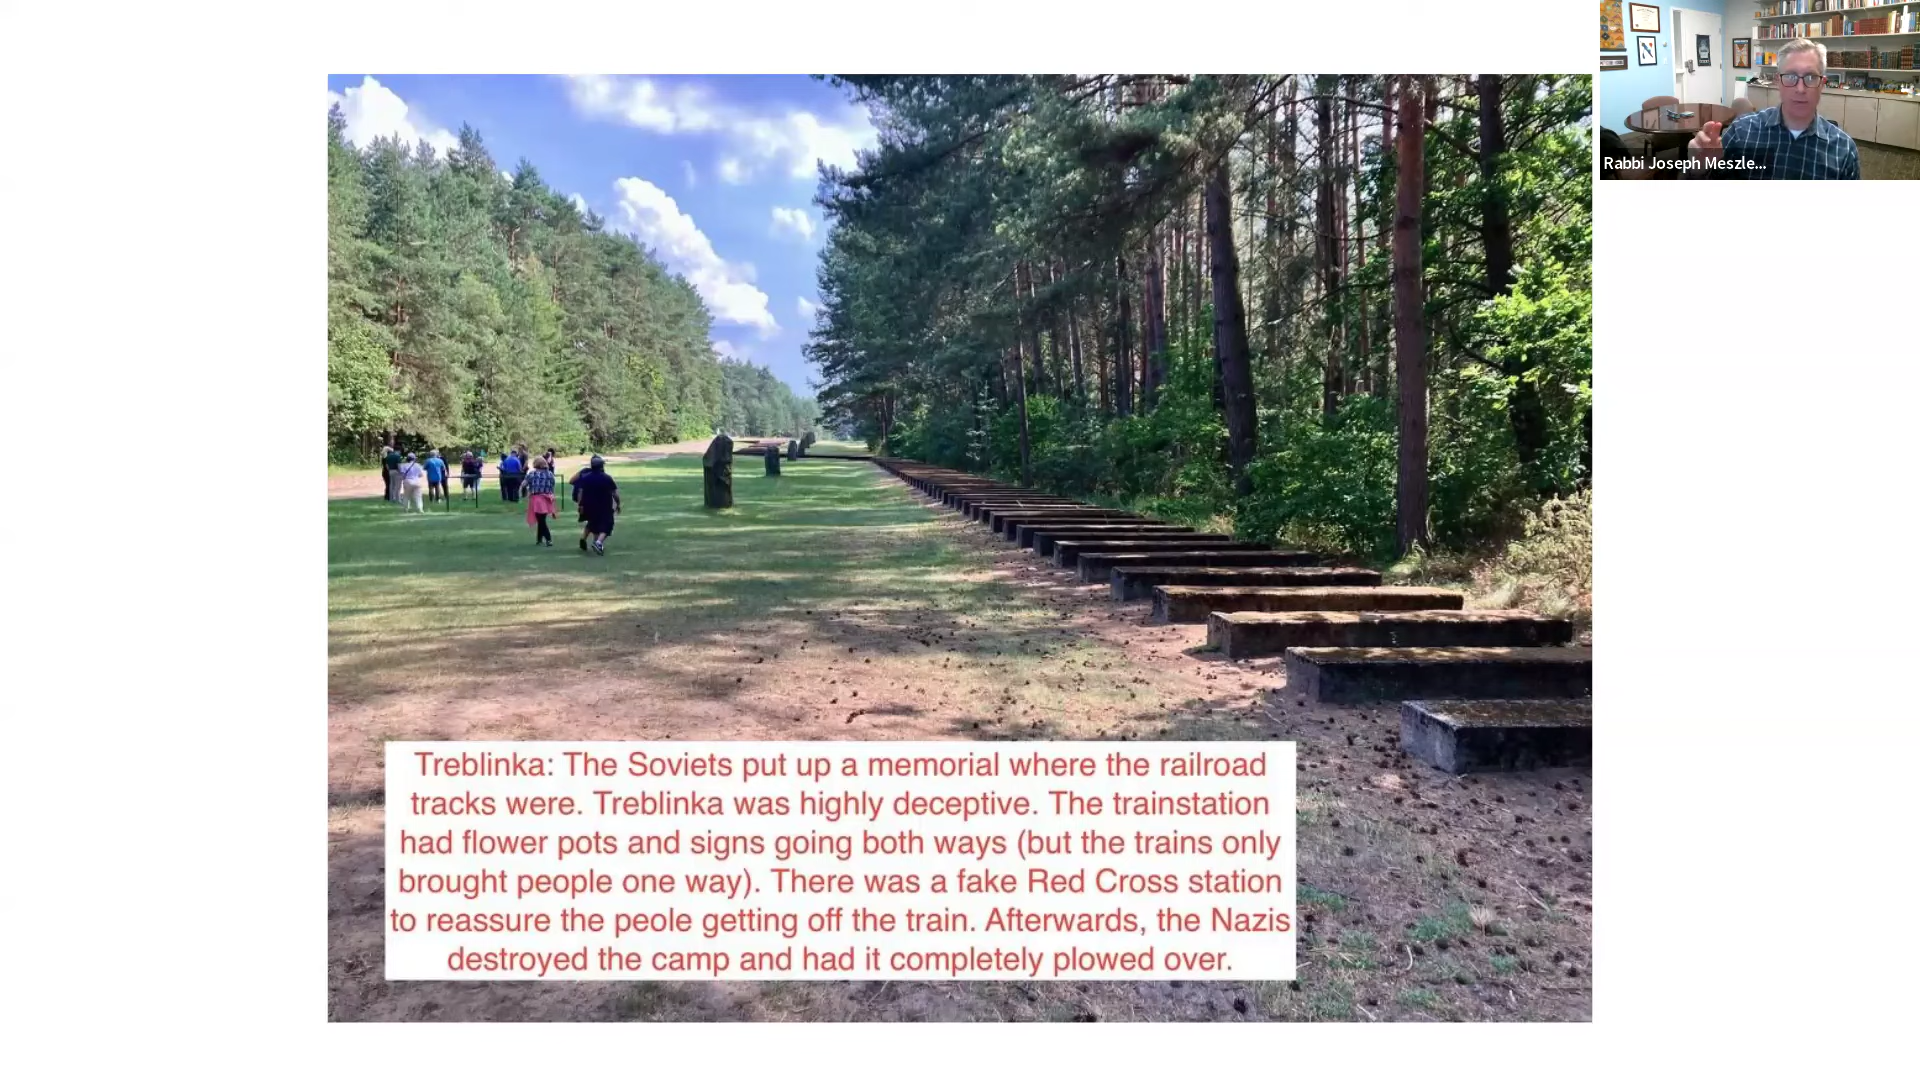 Rabbi Joseph Meszle...
Treblinka: The Soviets put up a memorial where the railroad
tracks were. Treblinka was highly deceptive. The trainstation
had flower pots and signs going both ways (but the trains only
brought people one way). There was a fake Red Cross station
to reassure the peole getting off the train. Afterwards, the Nazis
destroyed the camp and had it completely plowed over.